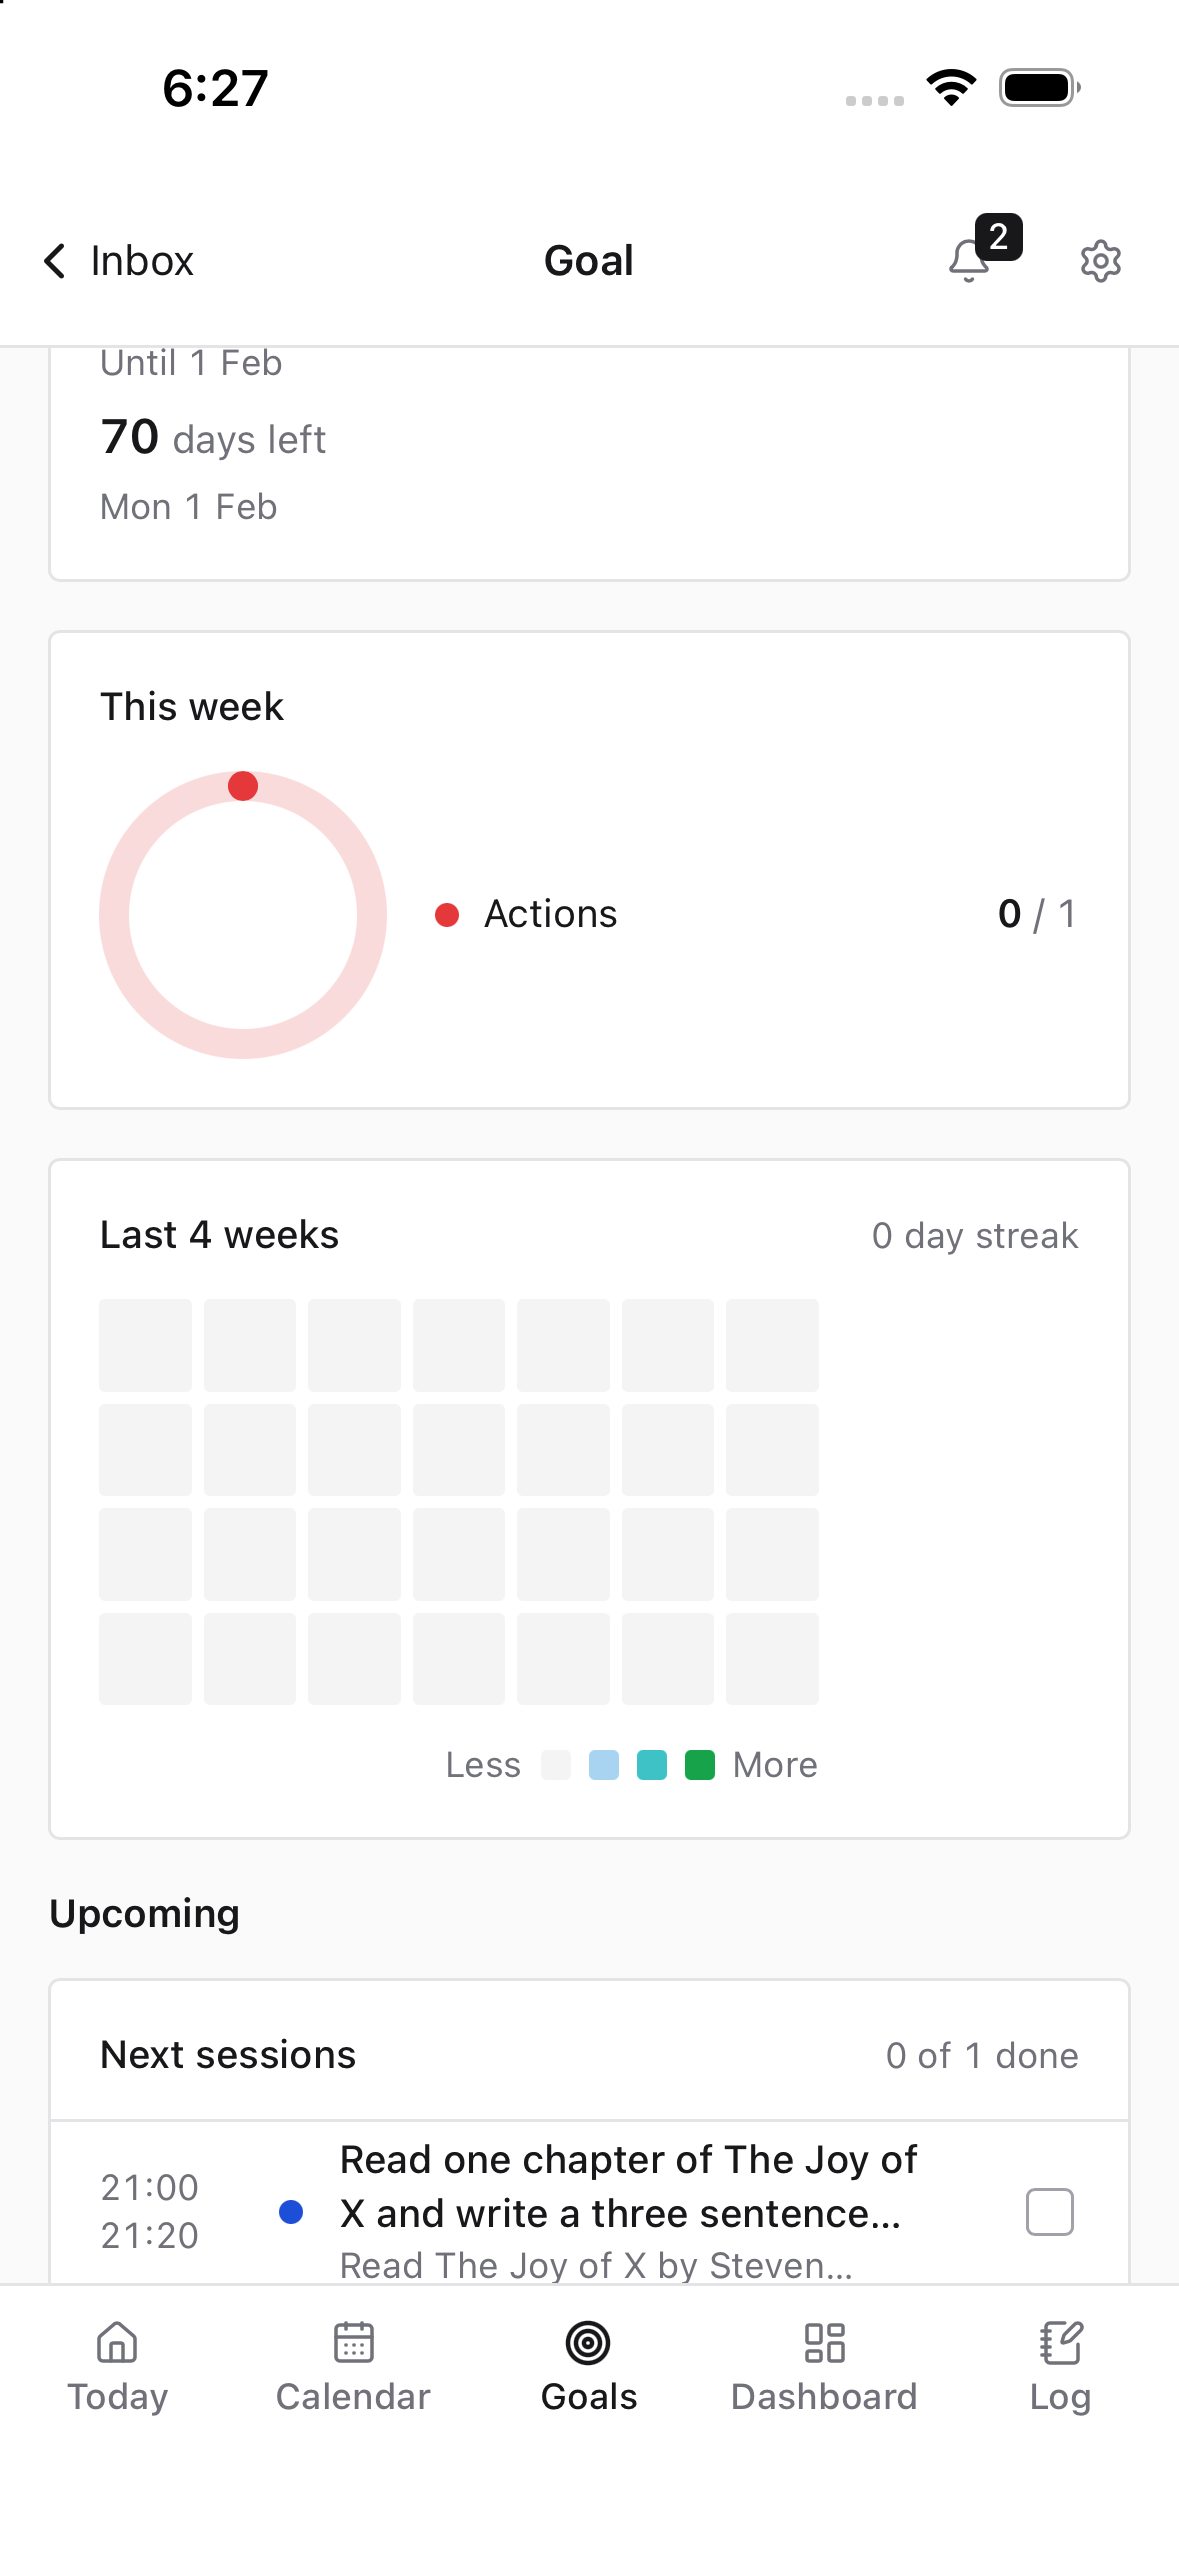 6:27
Inbox
Goal
2
Until 1 Feb
70 days left
Mon 1 Feb
This week
Actions
0 / 1
Last 4 weeks
0 day streak
Less
More
Upcoming
Next sessions
0 of 1 done
21:00
21:20
Read one chapter of The Joy of
X and write a three sentence...
Read The Joy of X by Steven...
Today
Calendar
Goals
Dashboard
Log